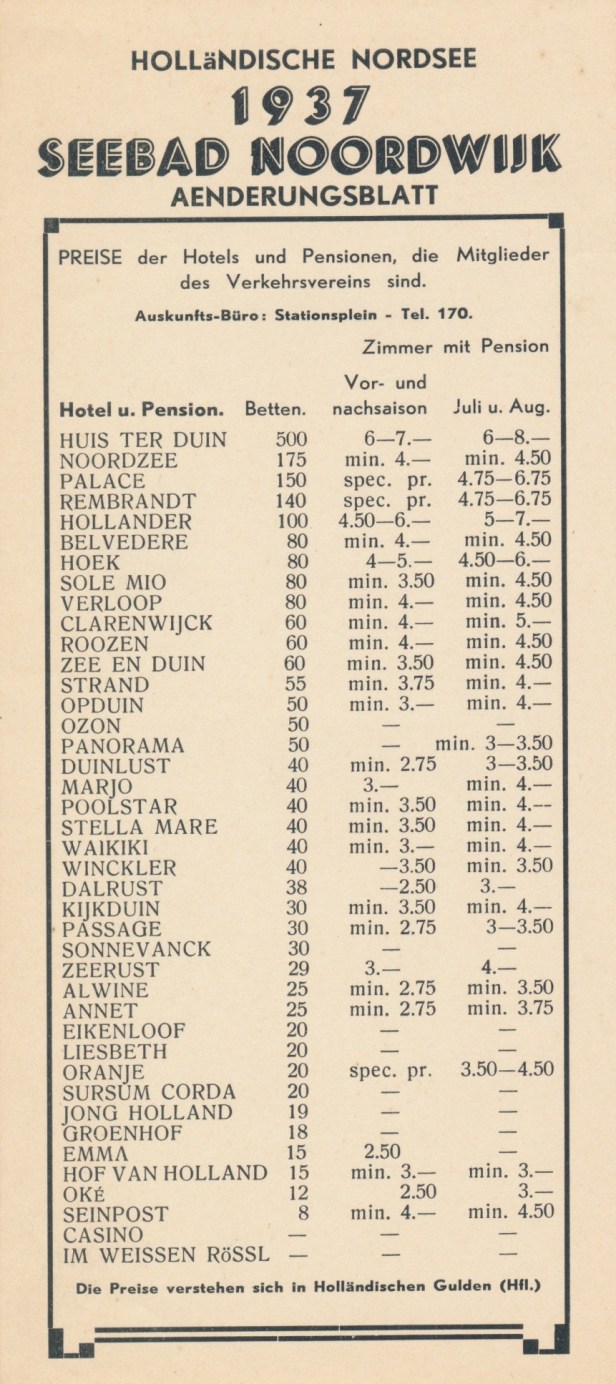 HOLLäNDISCHE NORDSEE
1937
SEEBAD NOORDWIJK
AENDERUNGSBLATT
PREISE der Hotels und Pensionen, die Mitglieder
des Verkehrsvereins sind.
Auskunfts-Büro: Stationsplein - Tel. 170.
Zimmer mit Pension
Vor- und
Hotel u. Pension. Betten. nachsaison Juli u. Aug.
HUIS TER DUIN 500 6—7.— 6—8.—
NOORDZEE 175 min. 4.— min. 4.50
PALACE 150 spec. pr. 4.75—6.75
REMBRANDT 140 spec. pr. 4.75—6.75
HOLLANDER 100 4.50—6.— 5—7.—
BELVEDERE 80 min. 4.— min. 4.50
HOEK 80 4—5.— 4.50—6.—
SOLE MIO 80 min. 3.50 min. 4.50
VERLOOP 80 min. 4.— min. 4.50
CLARENWIJCK 60 min. 4.— min. 5.—
ROOZEN 60 min. 4.— min. 4.50
ZEE EN DUIN 60 min. 3.50 min. 4.50
STRAND 55 min. 3.75 min. 4.—
OPDUIN 50 min. 3.— min. 4.—
OZON 50 — —
PANORAMA 50 — min. 3—3.50
DUINLUST 40 min. 2.75 3—3.50
MARJO 40 3.— min. 4.—
POOLSTAR 40 min. 3.50 min. 4.—
STELLA MARE 40 min. 3.50 min. 4.—
WAIKIKI 40 min. 3.— min. 4.—
WINCKLER 40 —3.50 min. 3.50
DALRUST 38 —2.50 3.—
KIJKDUIN 30 min. 3.50 min. 4.—
PASSAGE 30 min. 2.75 3—3.50
SONNEVANCK 30 — —
ZEERUST 29 3.— 4.—
ALWINE 25 min. 2.75 min. 3.50
ANNET 25 min. 2.75 min. 3.75
EIKENLOOF 20 — —
LIESBETH 20 — —
ORANJE 20 spec. pr. 3.50—4.50
SURSUM CORDA 20 — —
JONG HOLLAND 19 — —
GROENHOF 18 — —
EMMA 15 2.50 —
HOF VAN HOLLAND 15 min. 3.— min. 3.—
OKé 12 2.50 3.—
SEINPOST 8 min. 4.— min. 4.50
CASINO — — —
IM WEISSEN RöSSL — — —
Die Preise verstehen sich in Holländischen Gulden (Hfl.)